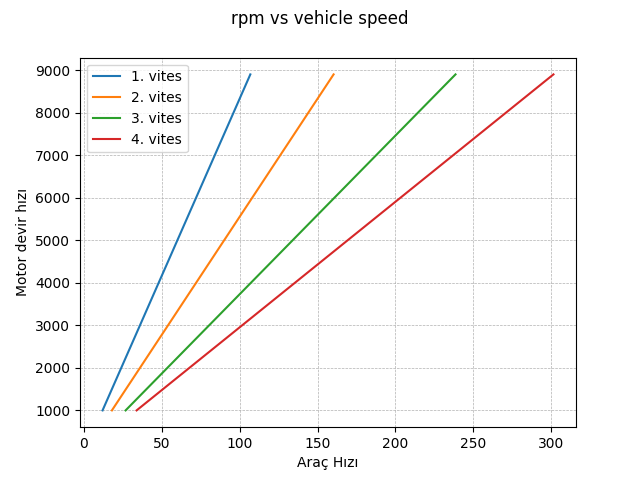 rpm vs vehicle speed
1. vites
2. vites
3. vites
4. vites
9000
8000
7000
6000
5000
4000
3000
2000
1000
Motor devir hızı
0 50 100 150 200 250 300
Araç Hızı